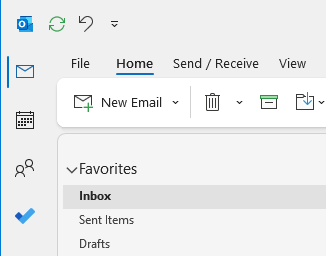 File Home Send / Receive View
New Email
Favorites
Inbox
Sent Items
Drafts